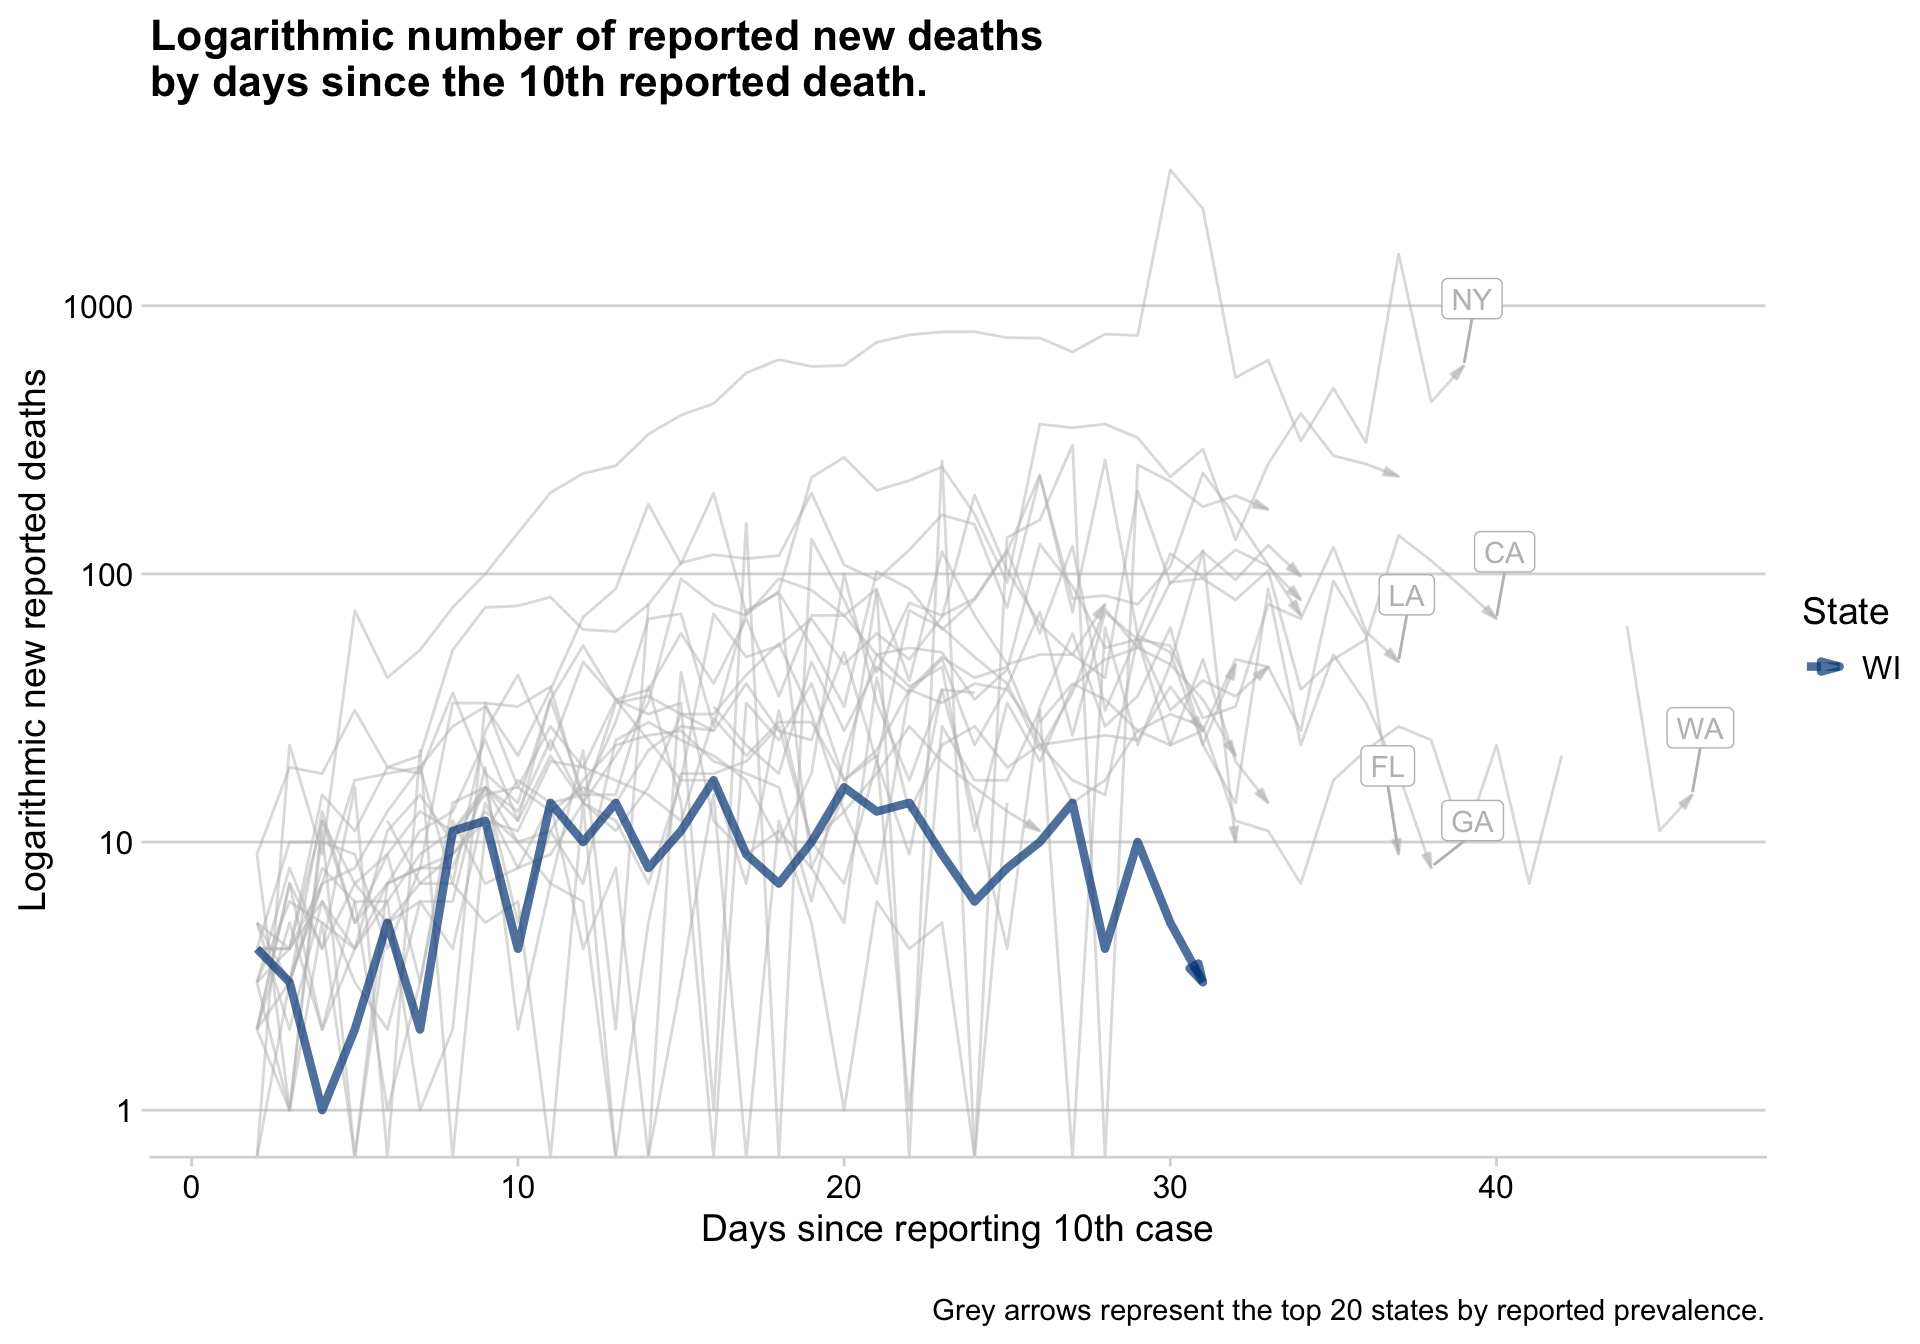 Logarithmic number of reported new deaths
by days since the 10th reported death.
Logarithmic new reported deaths
1000
100
10
1
NY
CA
LA
WA
FL
GA
State
WI
0 10 20 30 40
Days since reporting 10th case
Grey arrows represent the top 20 states by reported prevalence.